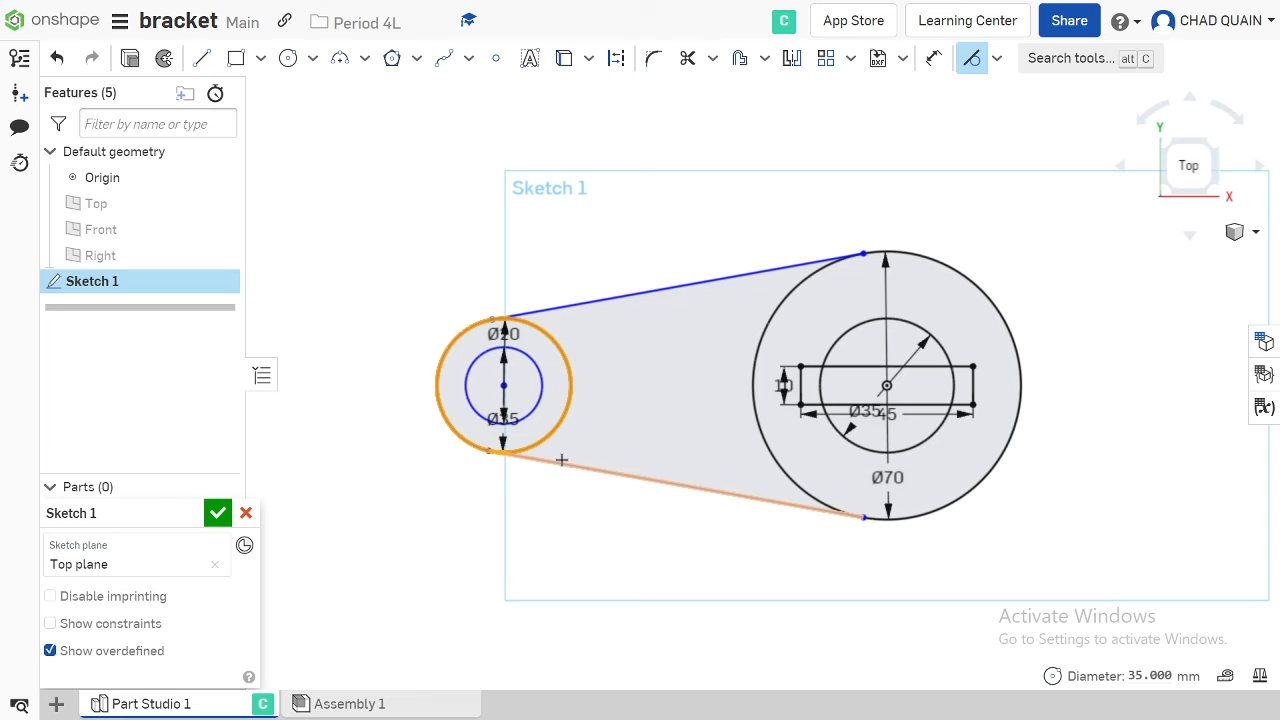 onshape bracket Main Period 4L C App Store Learning Center Share CHAD QUAIN
DXF Search tools... alt C
Features (5)
Filter by name or type
Default geometry
Origin
Top
Front
Right
Sketch 1
Parts (0)
Sketch 1
Sketch plane
Top plane
Disable imprinting
Show constraints
Show overdefined
Sketch 1
Y
Top
X
Ø20
10
Ø35
45
Ø35
Ø70
Activate Windows
Go to Settings to activate Windows.
Diameter: 35.000 mm
Part Studio 1 C Assembly 1